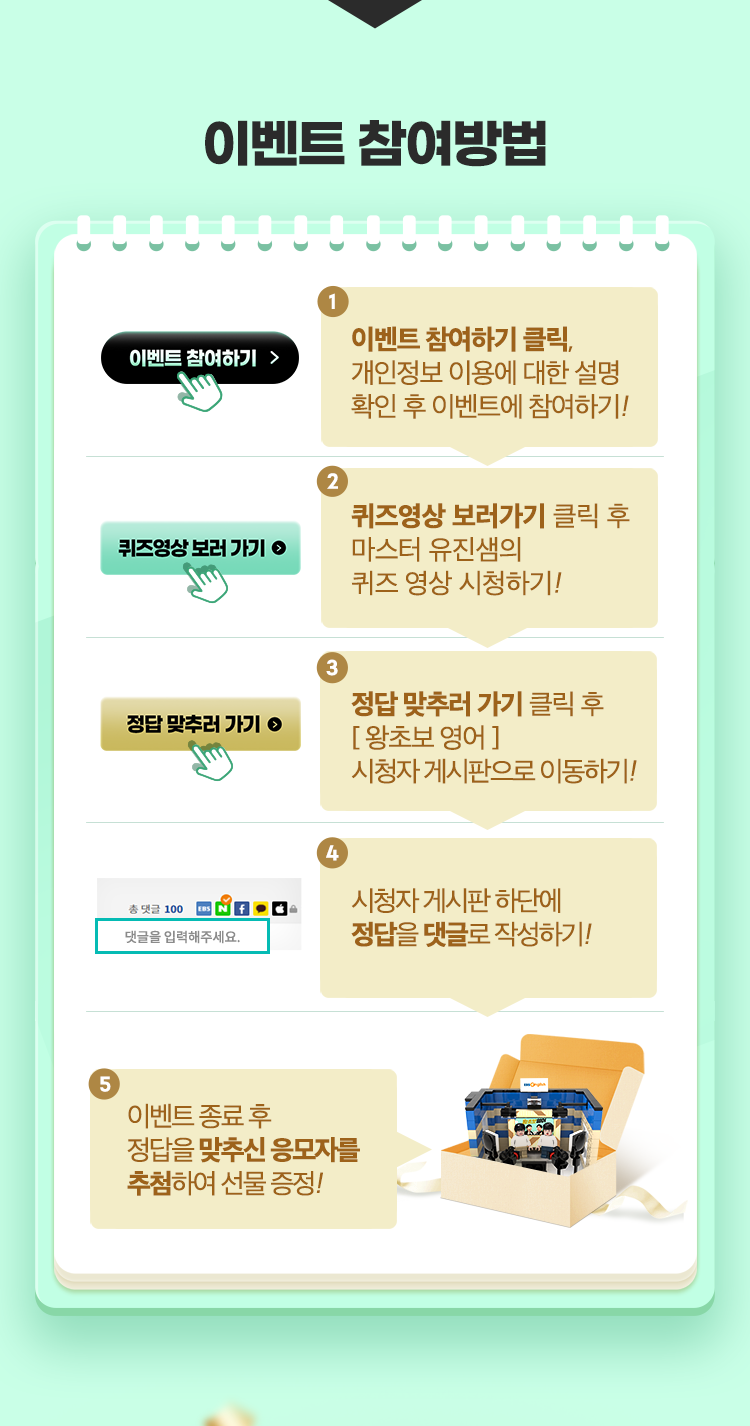 이벤트 참여방법
이벤트 참여하기
1
이벤트 참여하기 클릭,
개인정보 이용에 대한 설명
확인 후 이벤트에 참여하기!
퀴즈영상 보러 가기
2
퀴즈영상 보러가기 클릭 후
마스터 유진샘의
퀴즈 영상 시청하기!
정답 맞추러 가기
3
정답 맞추러 가기 클릭 후
[ 왕초보 영어 ]
시청자 게시판으로 이동하기!
총 댓글 100
EBS N f
댓글을 입력해주세요.
4
시청자 게시판 하단에
정답을 댓글로 작성하기!
5
이벤트 종료 후
정답을 맞추신 응모자를
추첨하여 선물 증정!